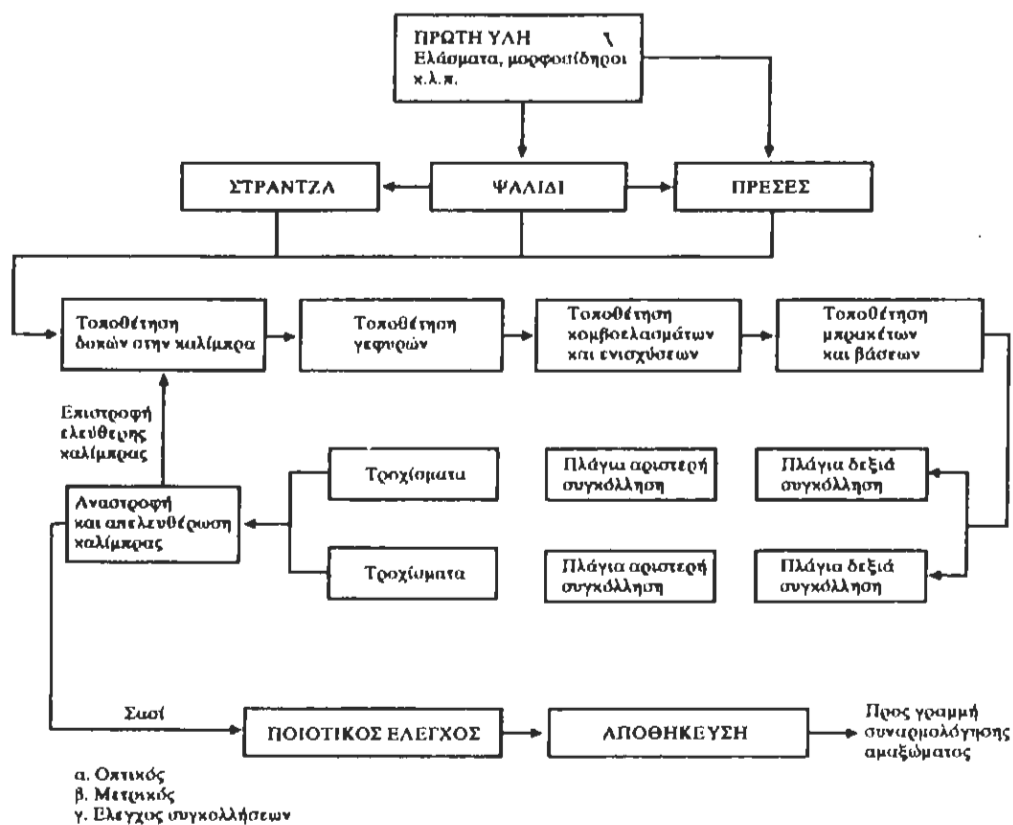 ΠΡΩΤΗ ΥΛΗ
Ελάσματα, μορφοσίδηροι
κ.λ.π.
ΣΤΡΑΝΤΖΑ
ΨΑΛΙΔΙ
ΠΡΕΣΕΣ
Τοποθέτηση
δοκών στην καλίμπρα
Τοποθέτηση
γεφυρών
Τοποθέτηση
κομβοελασμάτων
και ενισχύσεων
Τοποθέτηση
μπρακέτων
και βάσεων
Επιστροφή
ελεύθερης
καλίμπρας
Τροχίσματα
Πλάγια αριστερή
συγκόλληση
Πλάγια δεξιά
συγκόλληση
Αναστροφή
και απελευθέρωση
καλίμπρας
Τροχίσματα
Πλάγια αριστερή
συγκόλληση
Πλάγια δεξιά
συγκόλληση
Σασί
ΠΟΙΟΤΙΚΟΣ ΕΛΕΓΧΟΣ
ΑΠΟΘΗΚΕΥΣΗ
Προς γραμμή
συναρμολόγησης
αμαξώματος
α. Οπτικός
β. Μετρικός
γ. Ελεγχος συγκολλήσεων